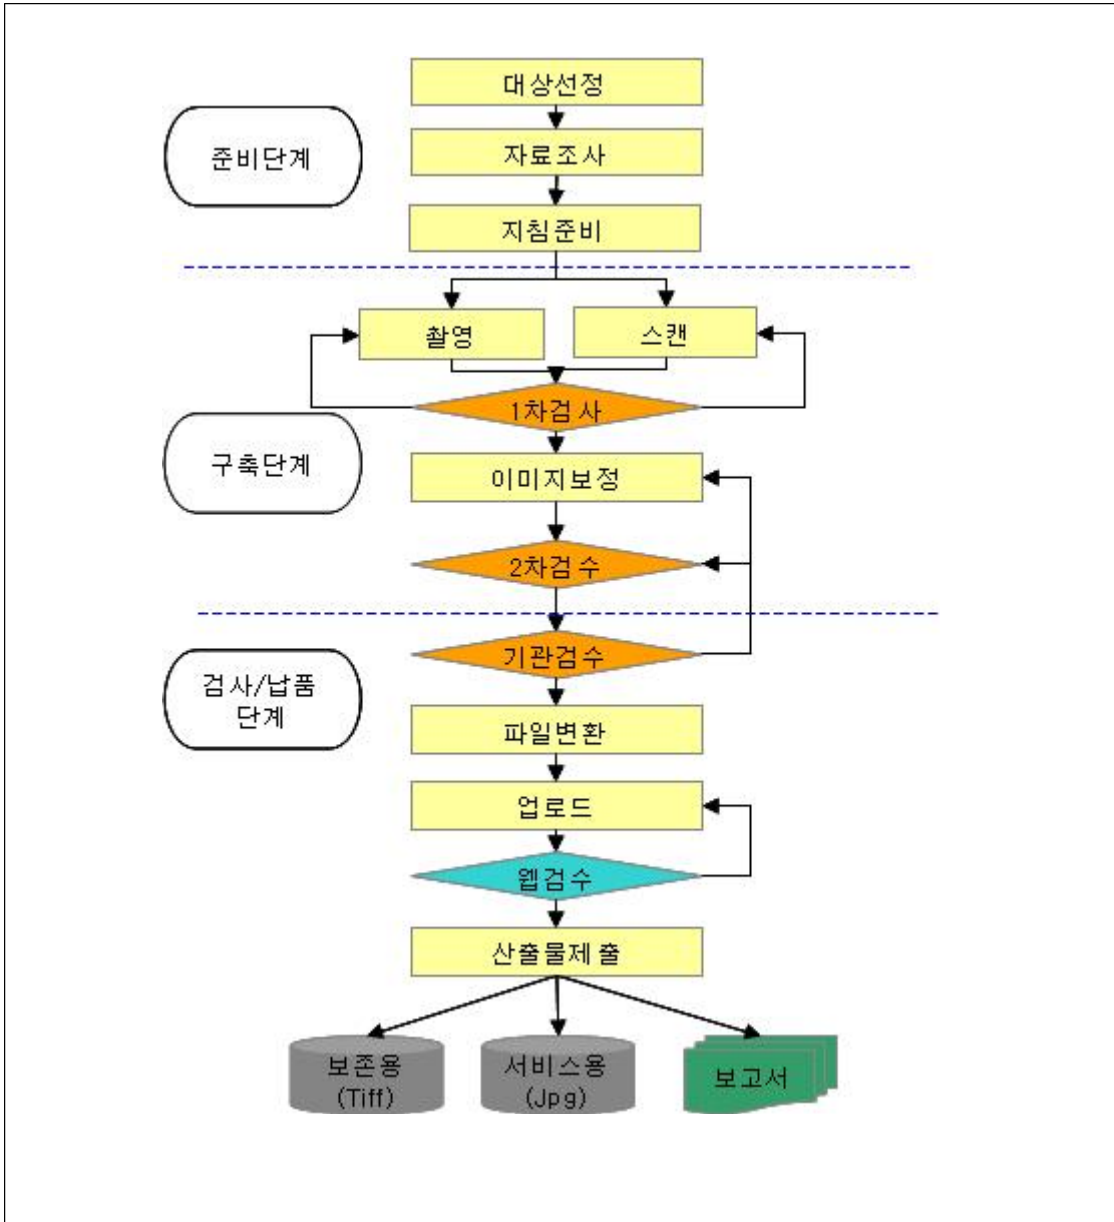 대상선정
준비단계
자료조사
지침준비
촬영
스캔
1차검사
구축단계
이미지보정
2차검수
기관검수
검사/납품
단계
파일변환
업로드
웹검수
산출물제출
보존용
(Tiff)
서비스용
(Jpg)
보고서